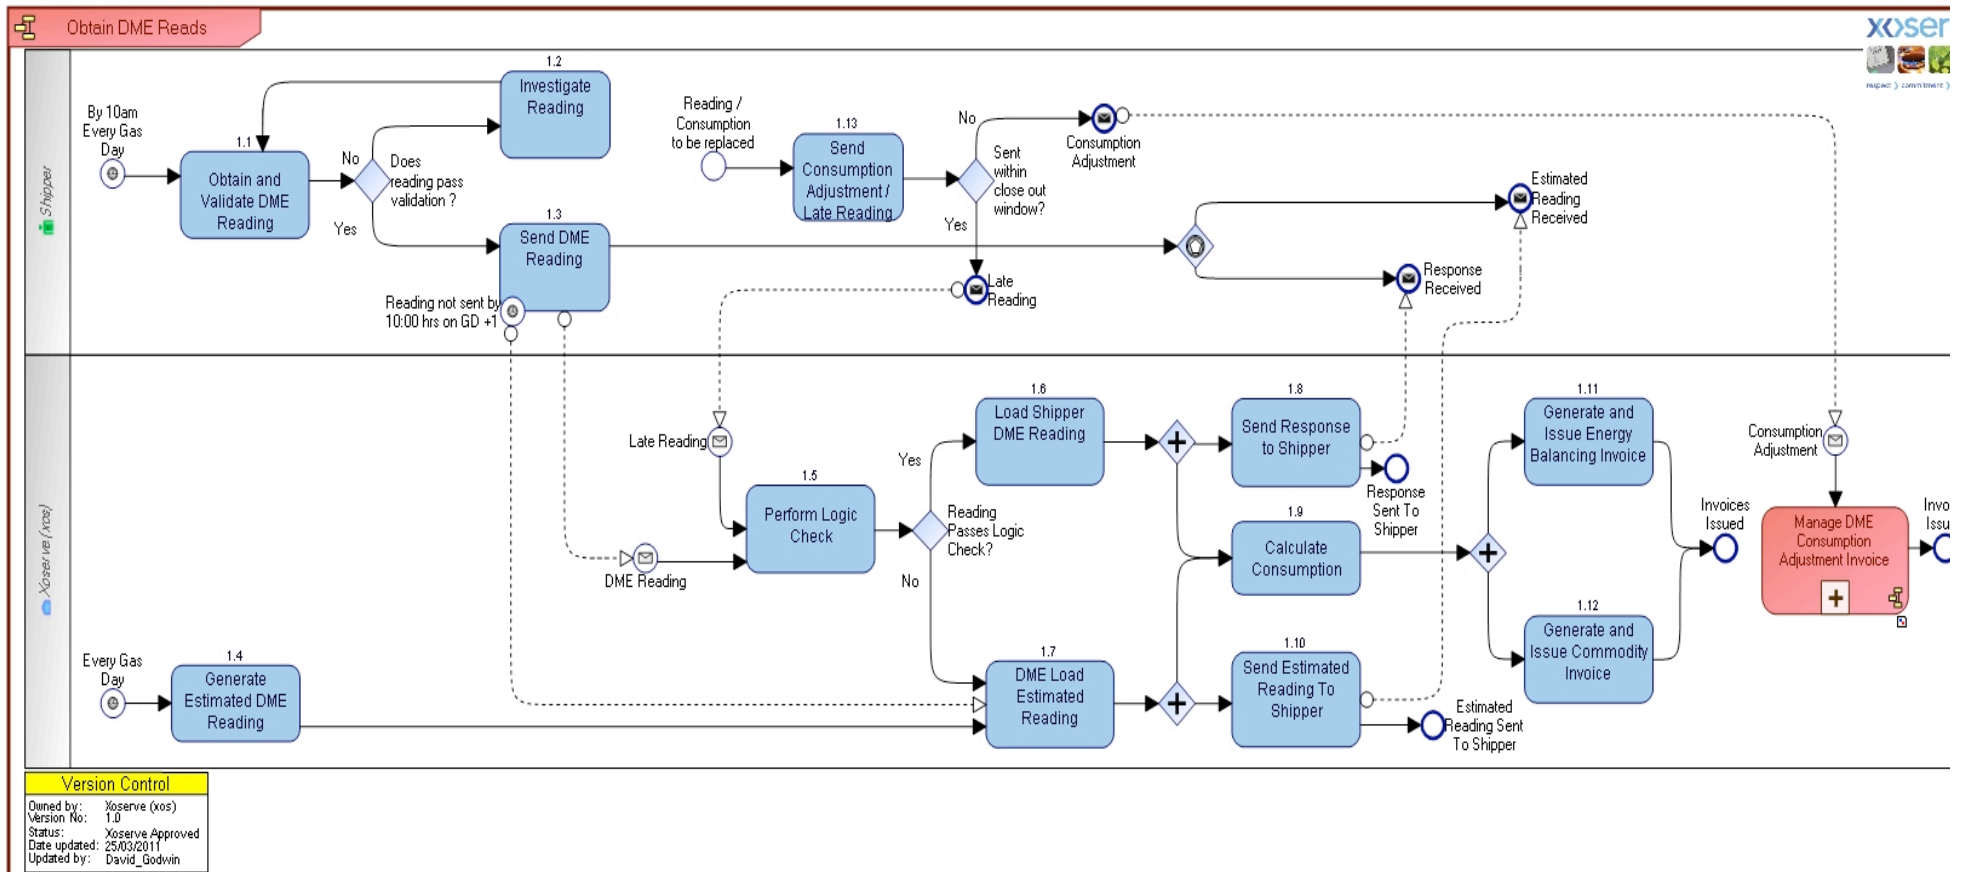 Obtain DME Reads
xoser
respect > commitment >
Shipper
By 10am
Every Gas
Day
1.1
Obtain and
Validate DME
Reading
No
Does
reading pass
validation ?
Yes
1.2
Investigate
Reading
1.3
Send DME
Reading
Reading not sent by
10:00 hrs on GD +1
Reading /
Consumption
to be replaced
1.13
Send
Consumption
Adjustment /
Late Reading
No
Sent
within
close out
window?
Yes
Consumption
Adjustment
Late
Reading
Estimated
Reading
Received
Response
Received
Xoserve (xos)
Every Gas
Day
1.4
Generate
Estimated DME
Reading
Late Reading
DME Reading
1.5
Perform Logic
Check
Yes
Reading
Passes Logic
Check?
No
1.6
Load Shipper
DME Reading
1.7
DME Load
Estimated
Reading
1.8
Send Response
to Shipper
Response
Sent To
Shipper
1.9
Calculate
Consumption
1.10
Send Estimated
Reading To
Shipper
Estimated
Reading Sent
To Shipper
1.11
Generate and
Issue Energy
Balancing Invoice
1.12
Generate and
Issue Commodity
Invoice
Invoices
Issued
Consumption
Adjustment
Manage DME
Consumption
Adjustment Invoice
Invo
Issu
Version Control
Owned by: Xoserve (xos)
Version No: 1.0
Status: Xoserve Approved
Date updated: 25/03/2011
Updated by: David_Godwin